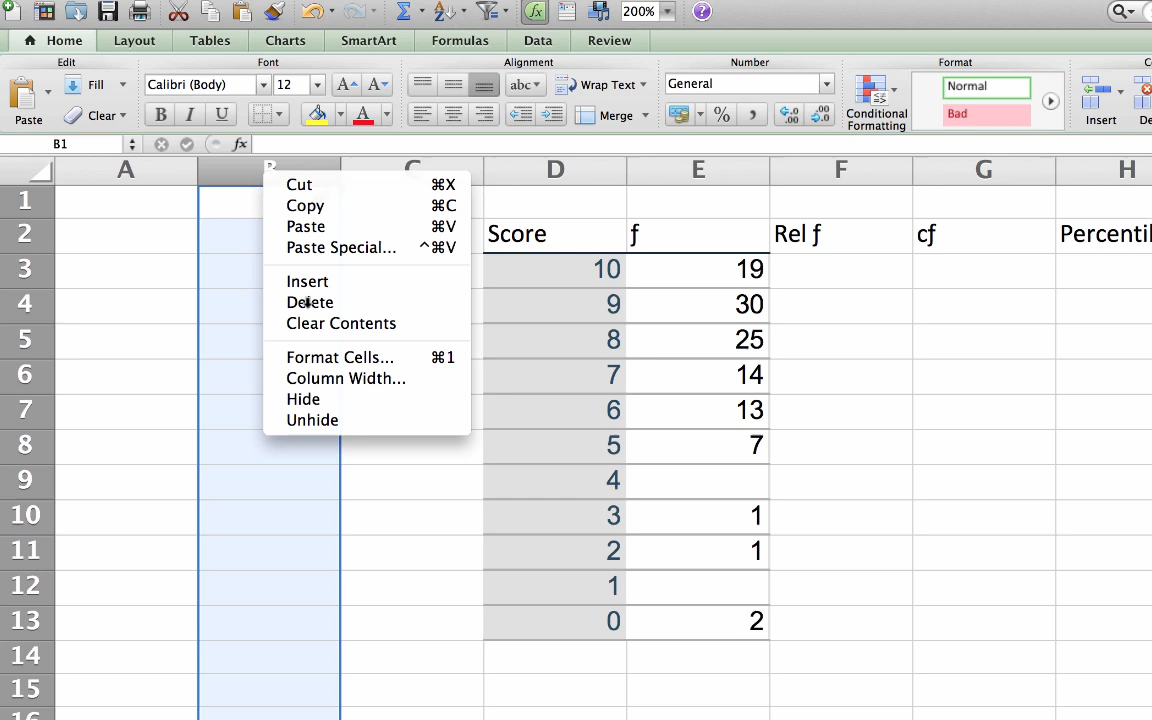 200%
Home Layout Tables Charts SmartArt Formulas Data Review
Edit Font Alignment Number Format
Fill Calibri (Body) 12 A A abc Wrap Text General Normal
Paste Clear B I U A Merge % Conditional Formatting Bad Insert
B1 fx
A B C D E F G H
Cut ⌘X
Copy ⌘C
Paste ⌘V
Paste Special... ^⌘V
Insert
Delete
Clear Contents
Format Cells... ⌘1
Column Width...
Hide
Unhide
1
2 Score f Rel f cf Percentil
3 10 19
4 9 30
5 8 25
6 7 14
7 6 13
8 5 7
9 4
10 3 1
11 2 1
12 1
13 0 2
14
15
16